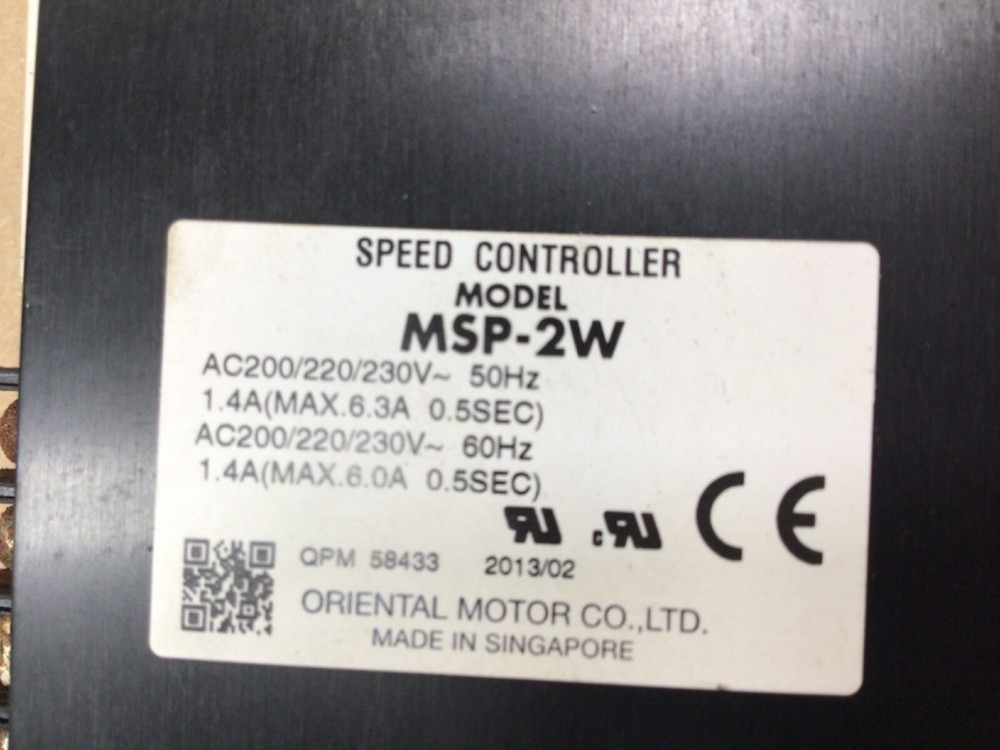 SPEED CONTROLLER
MODEL
MSP-2W
AC200/220/230V~ 50Hz
1.4A(MAX.6.3A 0.5SEC)
AC200/220/230V~ 60Hz
1.4A(MAX.6.0A 0.5SEC)
RU cRU CE
QPM 58433 2013/02
ORIENTAL MOTOR CO.,LTD.
MADE IN SINGAPORE